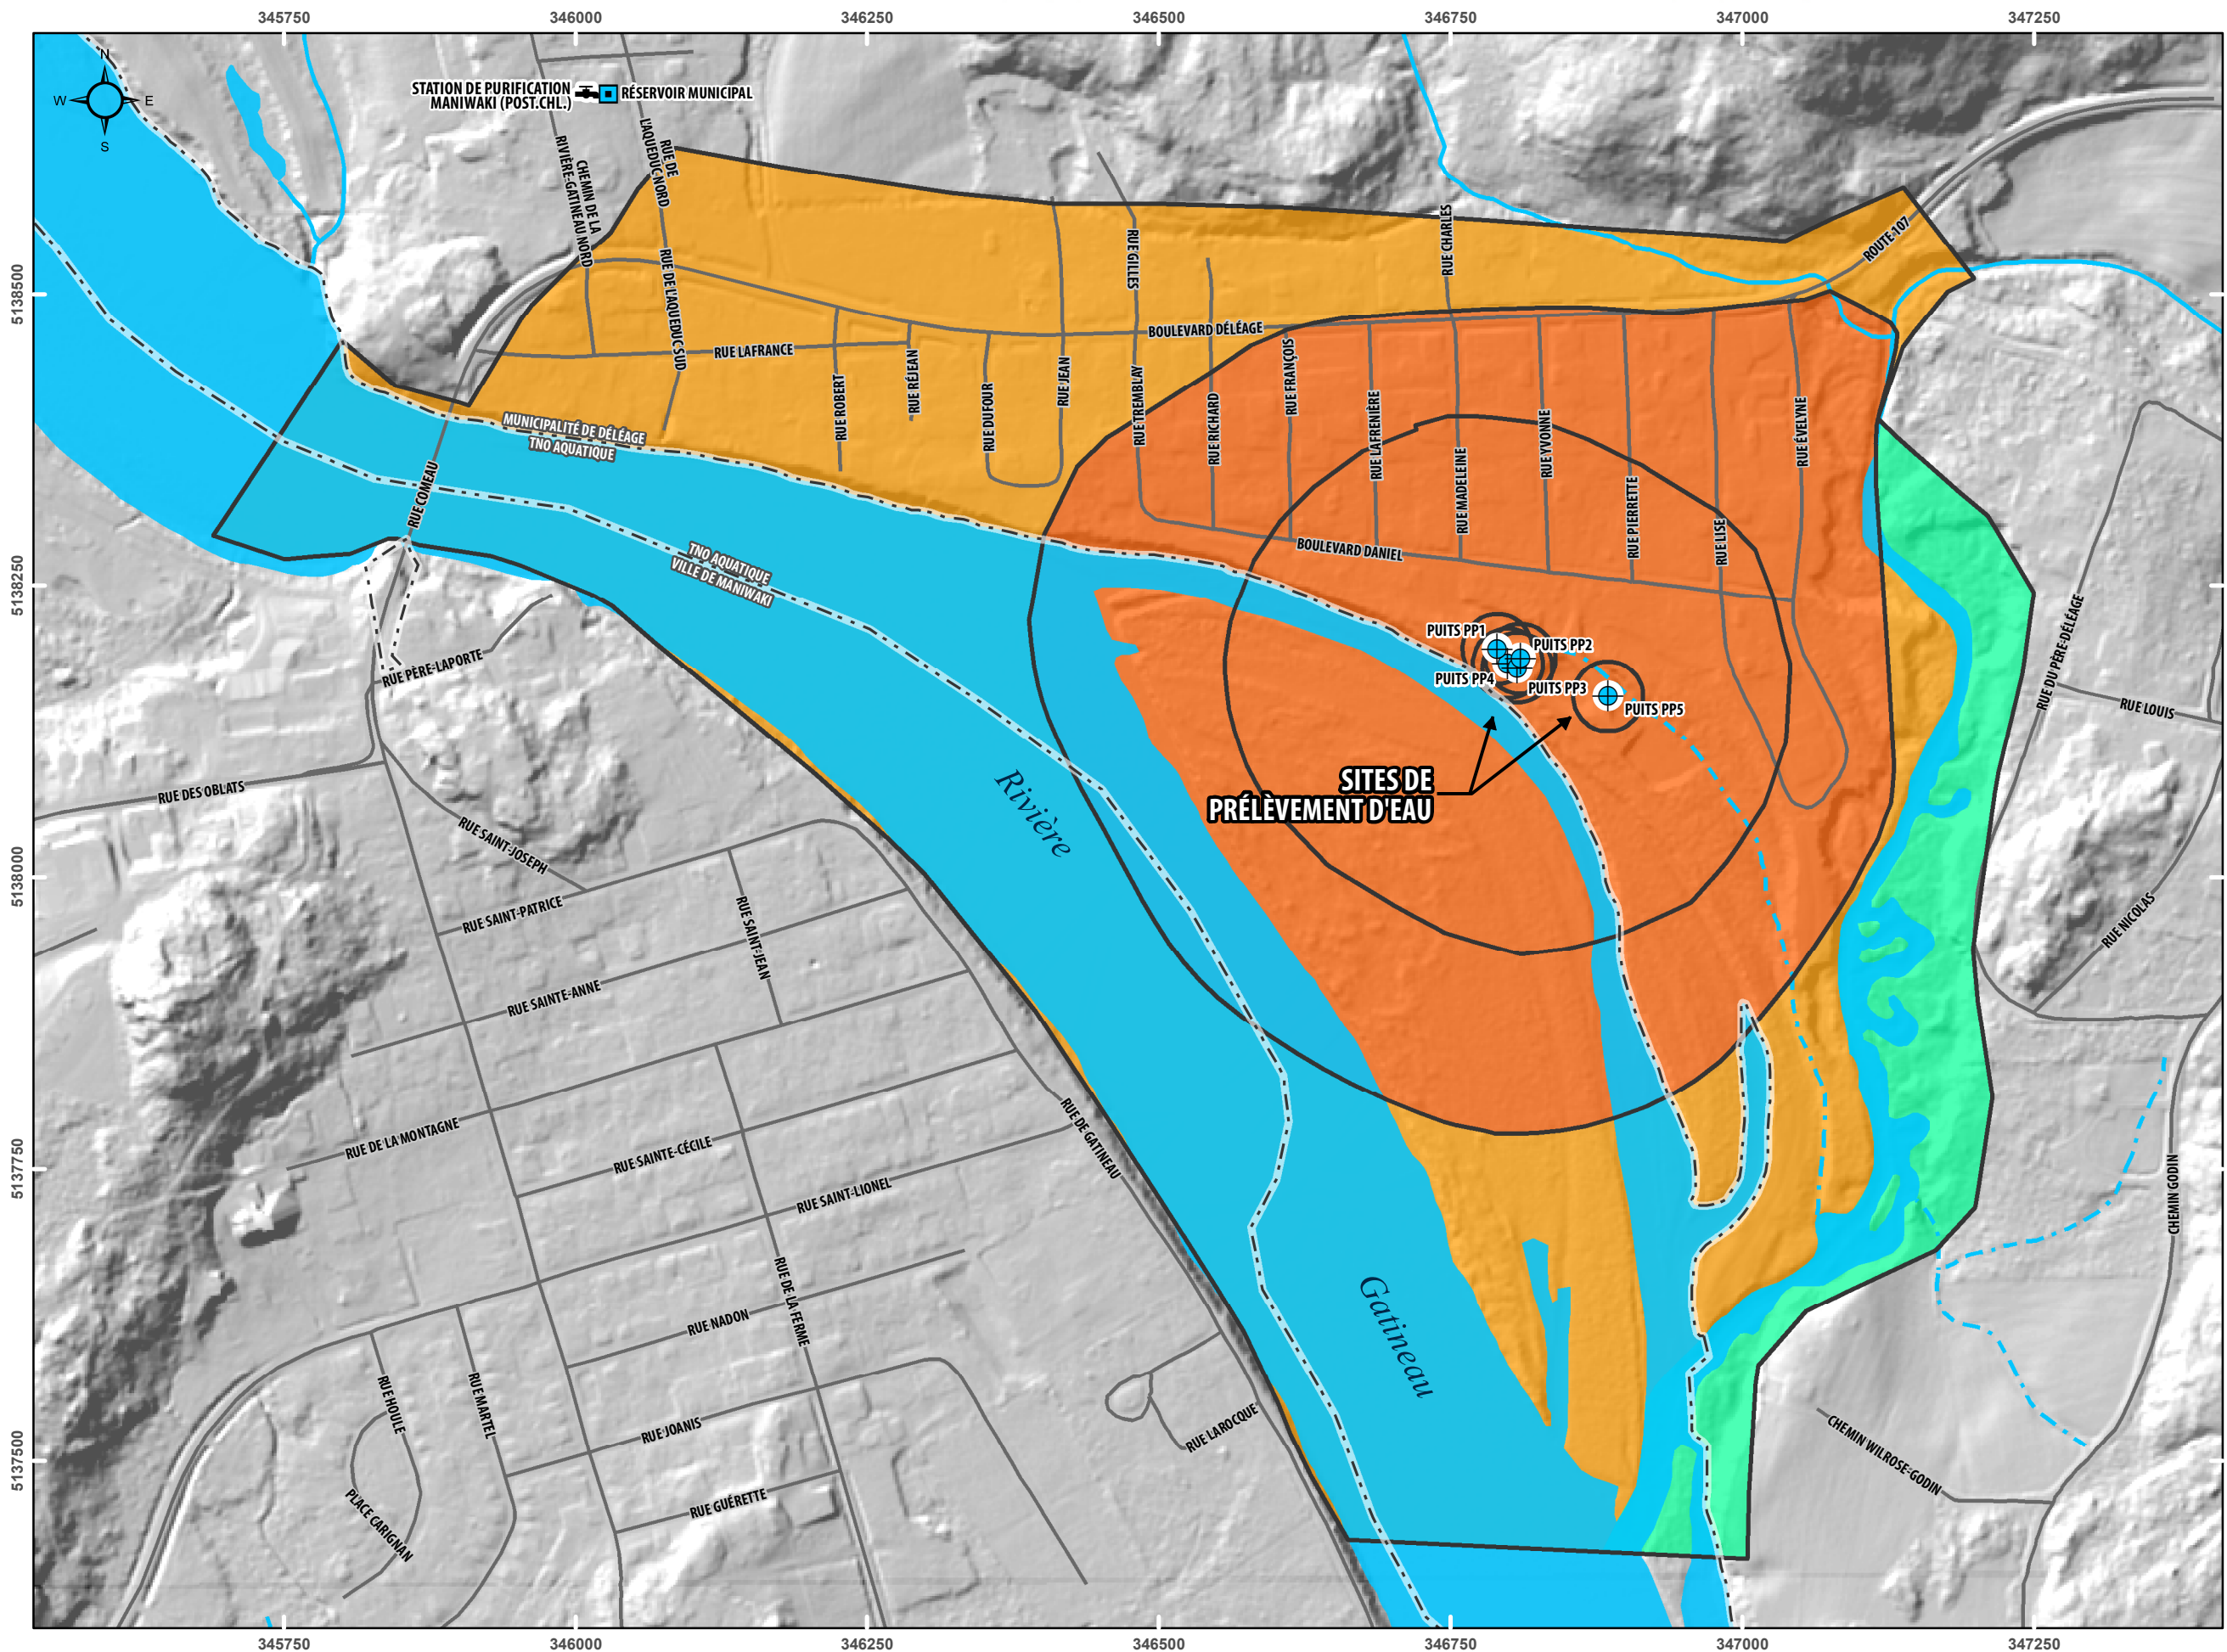 345750
346000
346250
346500
346750
347000
347250
N
W
E
S
STATION DE PURIFICATION
MANIWAKI (POST.CHL.)
RÉSERVOIR MUNICIPAL
CHEMIN DE LA
RIVIÈRE-GATINEAU NORD
RUE DE
L'AQUEDUC NORD
RUE DE L'AQUEDUC SUD
RUE GILLES
RUE CHARLES
ROUTE 107
5138500
BOULEVARD DÉLÉAGE
RUE LAFRANCE
RUE ROBERT
RUE RÉJEAN
RUE DUFOUR
RUE JEAN
RUE TREMBLAY
RUE RICHARD
RUE FRANÇOIS
RUE LAFRENIÈRE
RUE MADELEINE
RUE YVONNE
RUE PIERRETTE
RUE LISE
RUE ÉVELYNE
MUNICIPALITÉ DE DÉLÉAGE
TNO AQUATIQUE
RUE COMEAU
BOULEVARD DANIEL
TNO AQUATIQUE
VILLE DE MANIWAKI
5138250
PUITS PP1
PUITS PP2
PUITS PP4
PUITS PP3
PUITS PP5
RUE PÈRE-LAPORTE
RUE DU PÈRE-DÉLÉAGE
RUE LOUIS
SITES DE
PRÉLÈVEMENT D'EAU
Rivière
RUE DES OBLATS
RUE SAINT-JOSEPH
5138000
RUE SAINT-PATRICE
RUE SAINT-JEAN
RUE NICOLAS
RUE SAINTE-ANNE
RUE DE LA MONTAGNE
RUE SAINTE-CÉCILE
RUE DE GATINEAU
5137750
RUE SAINT-LIONEL
CHEMIN GODIN
RUE DE LA FERME
RUE NADON
Gatineau
RUE HOULE
RUE MARTEL
RUE JOANIS
RUE LAROCQUE
CHEMIN WILROSE-GODIN
5137500
PLACE CARIGNAN
RUE GUÉRETTE
345750
346000
346250
346500
346750
347000
347250